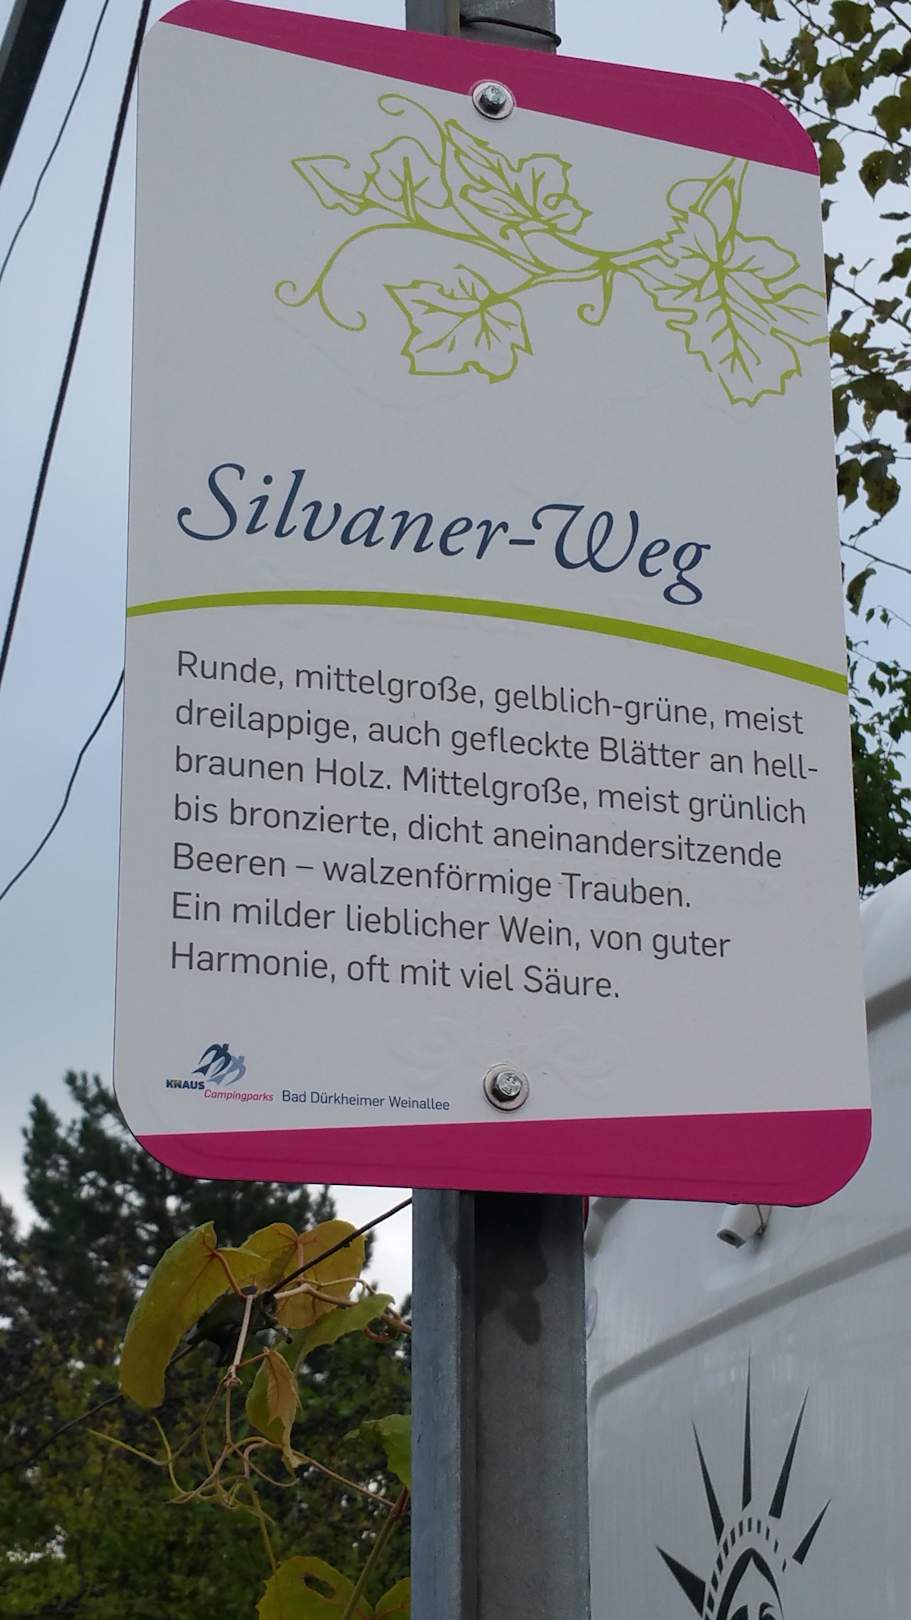 Silvaner-Weg
Runde, mittelgroße, gelblich-grüne, meist
dreilappige, auch gefleckte Blätter an hell-
braunen Holz. Mittelgroße, meist grünlich
bis bronzierte, dicht aneinandersitzende
Beeren – walzenförmige Trauben.
Ein milder lieblicher Wein, von guter
Harmonie, oft mit viel Säure.
KNAUS
Campingparks Bad Dürkheimer Weinallee